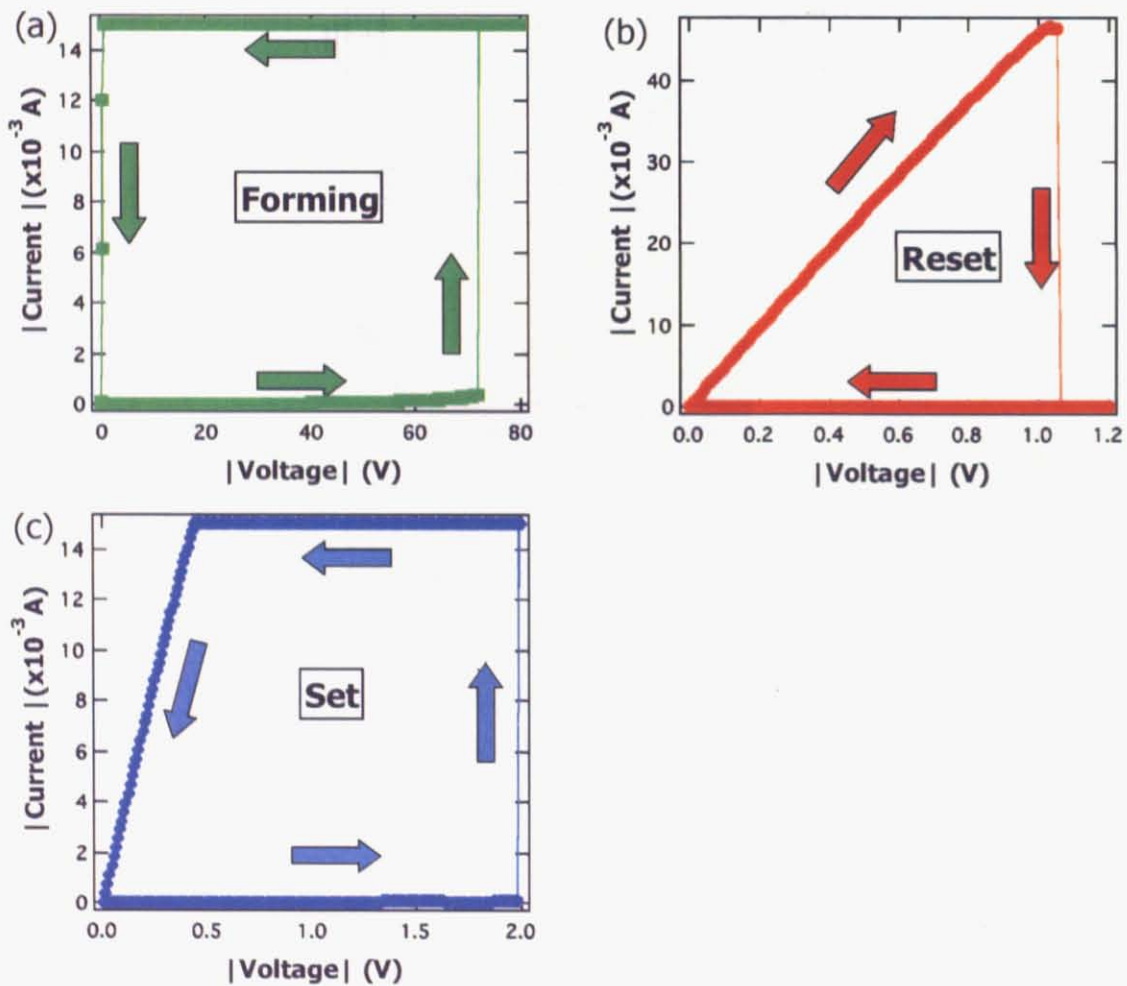 (a)
|Current |(x10⁻³ A)
14
12
10
8
6
4
2
0
Forming
0 20 40 60 80
|Voltage| (V)
(b)
|Current |(x10⁻³ A)
40
30
20
10
0
Reset
0.0 0.2 0.4 0.6 0.8 1.0 1.2
|Voltage| (V)
(c)
|Current |(x10⁻³ A)
14
12
10
8
6
4
2
0
Set
0.0 0.5 1.0 1.5 2.0
|Voltage| (V)